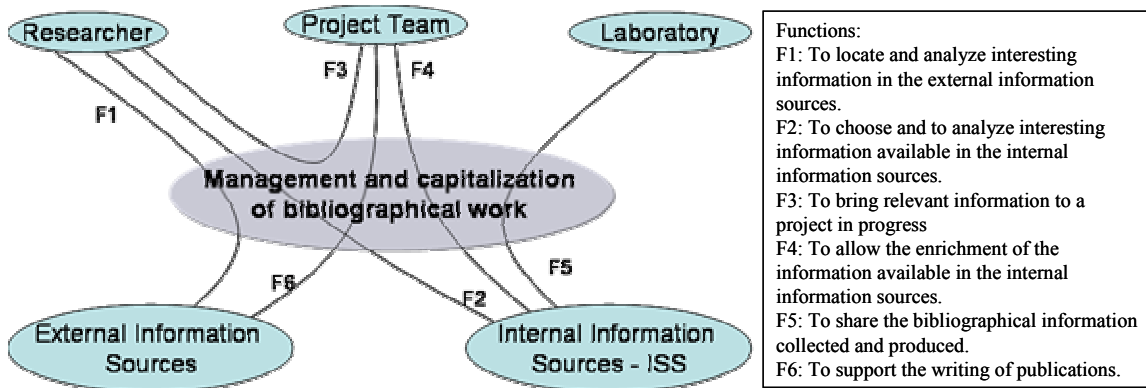 Researcher
Project Team
Laboratory
F3
F4
F1
Management and capitalization
of bibliographical work
F5
F6
F2
External Information
Sources
Internal Information
Sources - ISS
Functions:
F1: To locate and analyze interesting
information in the external information
sources.
F2: To choose and to analyze interesting
information available in the internal
information sources.
F3: To bring relevant information to a
project in progress
F4: To allow the enrichment of the
information available in the internal
information sources.
F5: To share the bibliographical information
collected and produced.
F6: To support the writing of publications.